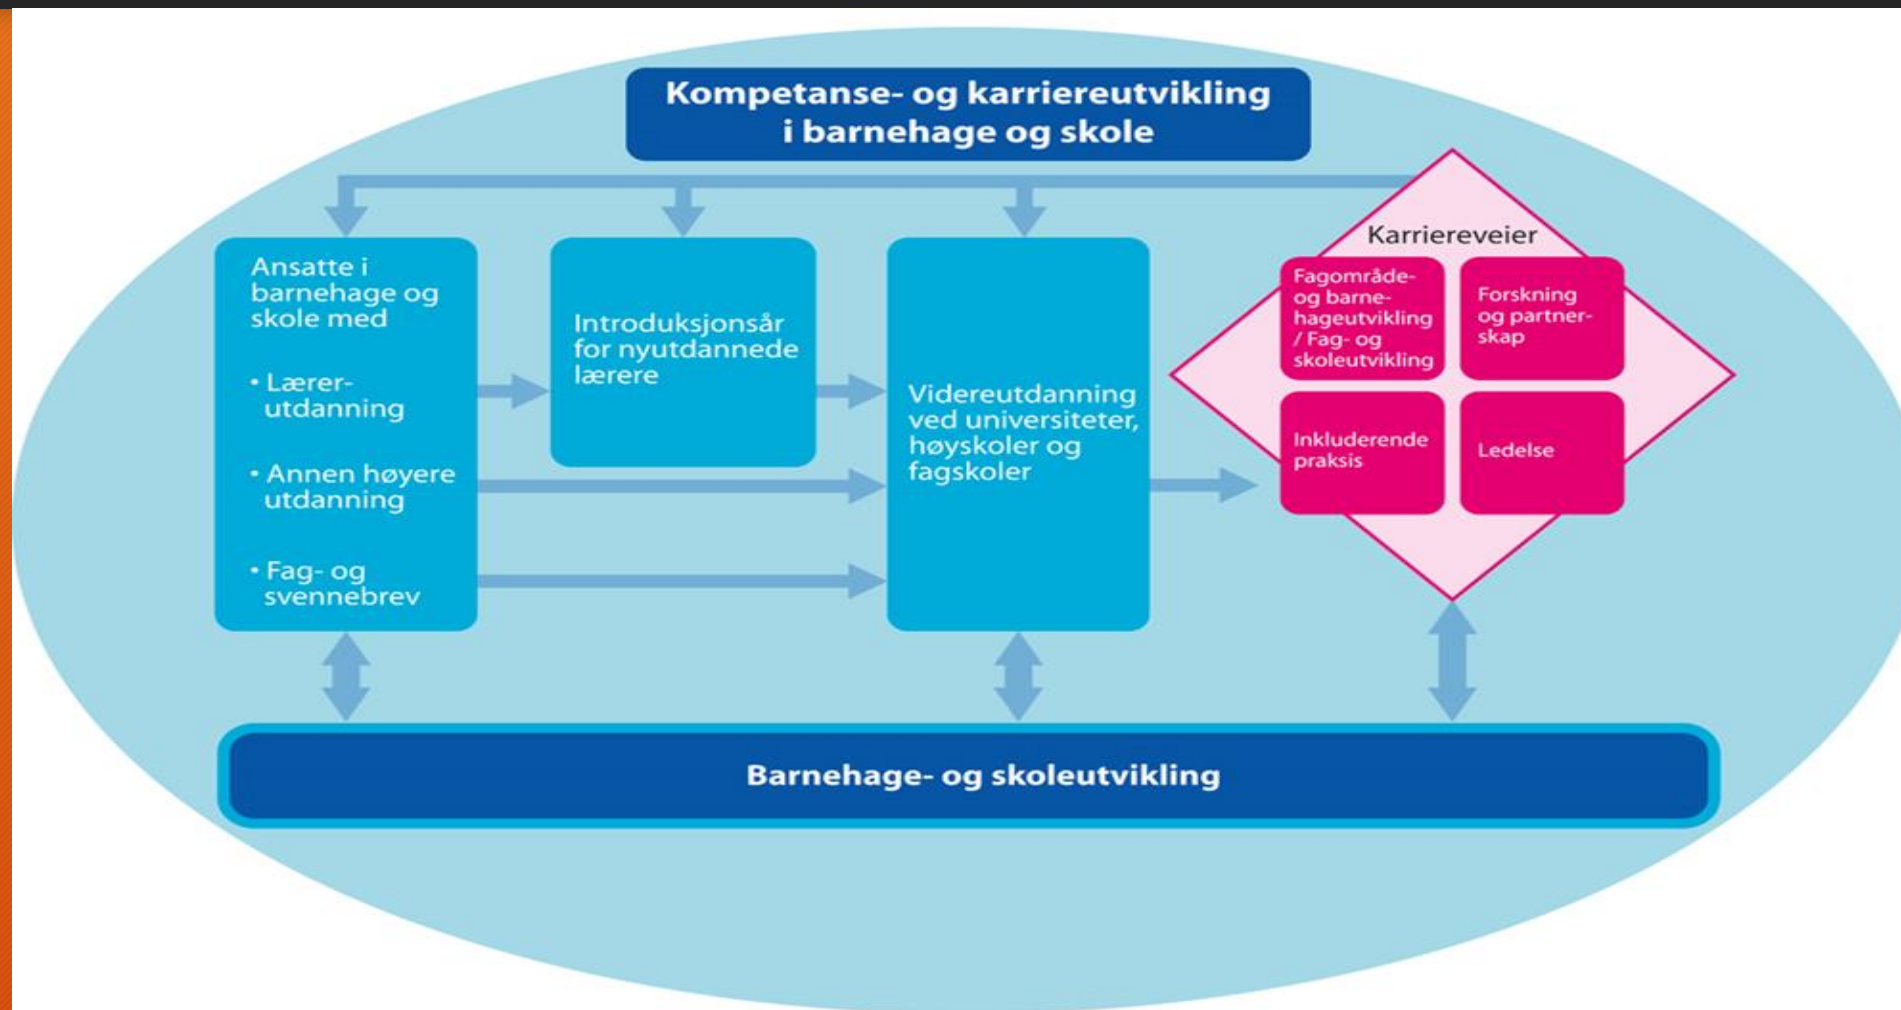 Kompetanse- og karriereutvikling
i barnehage og skole
Ansatte i
barnehage og
skole med
• Lærer-
utdanning
• Annen høyere
utdanning
• Fag- og
svennebrev
Introduksjonsår
for nyutdannede
lærere
Videreutdanning
ved universiteter,
høyskoler og
fagskoler
Karriereveier
Fagområde-
og barne-
hageutvikling
/ Fag- og
skoleutvikling
Forskning
og partner-
skap
Inkluderende
praksis
Ledelse
Barnehage- og skoleutvikling